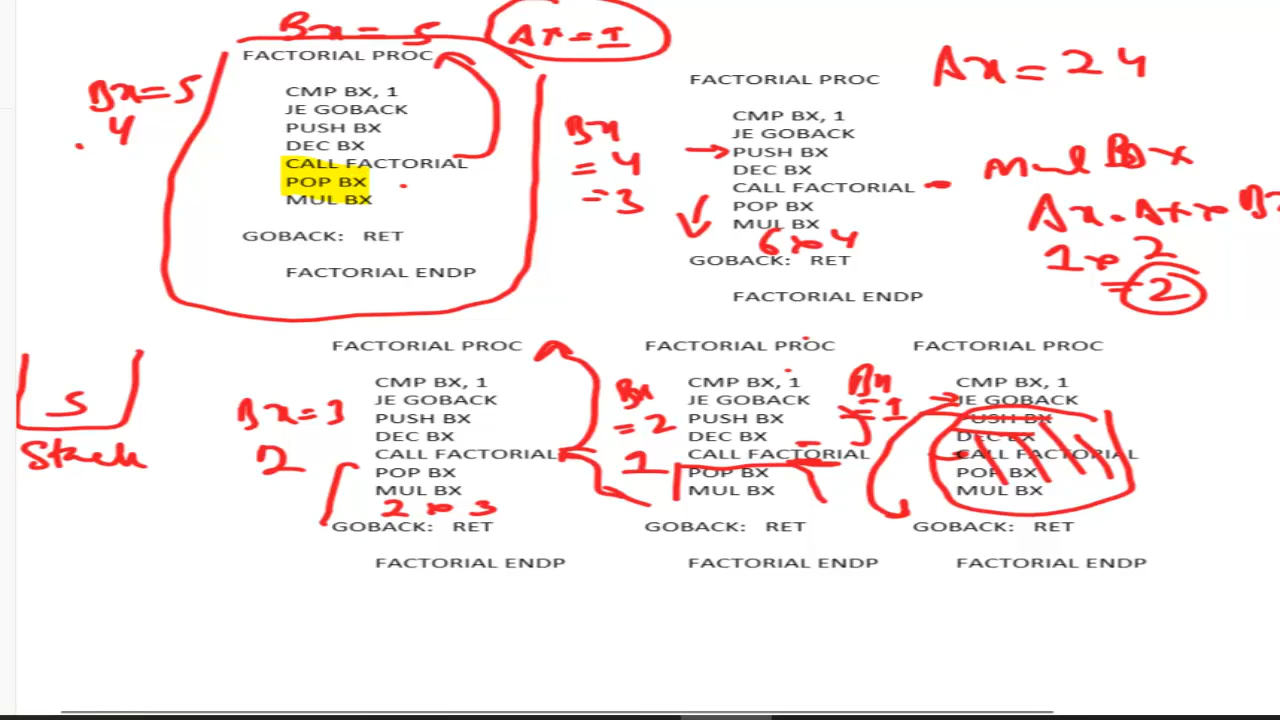 Bx = 5
Ax = 1
FACTORIAL PROC
CMP BX, 1
JE GOBACK
PUSH BX
DEC BX
CALL FACTORIAL
POP BX
MUL BX
GOBACK: RET
FACTORIAL ENDP
Bx = 5
4
Bx
= 4
= 3
FACTORIAL PROC
CMP BX, 1
JE GOBACK
PUSH BX
DEC BX
CALL FACTORIAL
POP BX
MUL BX
6 x 4
GOBACK: RET
FACTORIAL ENDP
Ax = 24
Mul Bx
Ax = Ax x Bx
1 x 2
= 2
5
Stack
Bx = 3
2
FACTORIAL PROC
CMP BX, 1
JE GOBACK
PUSH BX
DEC BX
CALL FACTORIAL
POP BX
MUL BX
2 x 3
GOBACK: RET
FACTORIAL ENDP
Bx
= 2
1
FACTORIAL PROC
CMP BX, 1
JE GOBACK
PUSH BX
DEC BX
CALL FACTORIAL
POP BX
MUL BX
GOBACK: RET
FACTORIAL ENDP
Bx
= 1
FACTORIAL PROC
CMP BX, 1
JE GOBACK
PUSH BX
DEC BX
CALL FACTORIAL
POP BX
MUL BX
GOBACK: RET
FACTORIAL ENDP